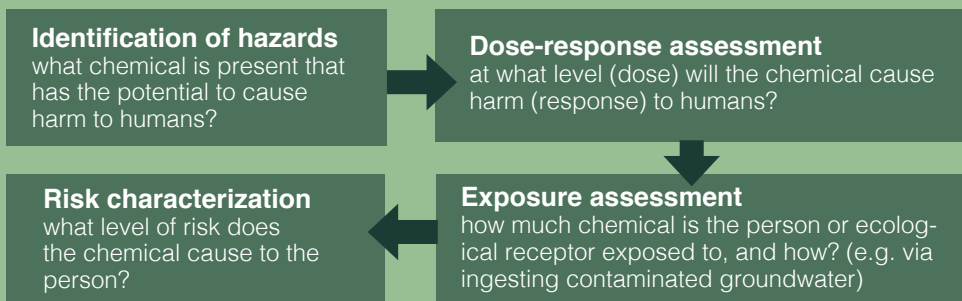 Identification of hazards
what chemical is present that
has the potential to cause
harm to humans?
Dose-response assessment
at what level (dose) will the chemical cause
harm (response) to humans?
Exposure assessment
how much chemical is the person or ecolog-
ical receptor exposed to, and how? (e.g. via
ingesting contaminated groundwater)
Risk characterization
what level of risk does
the chemical cause to the
person?